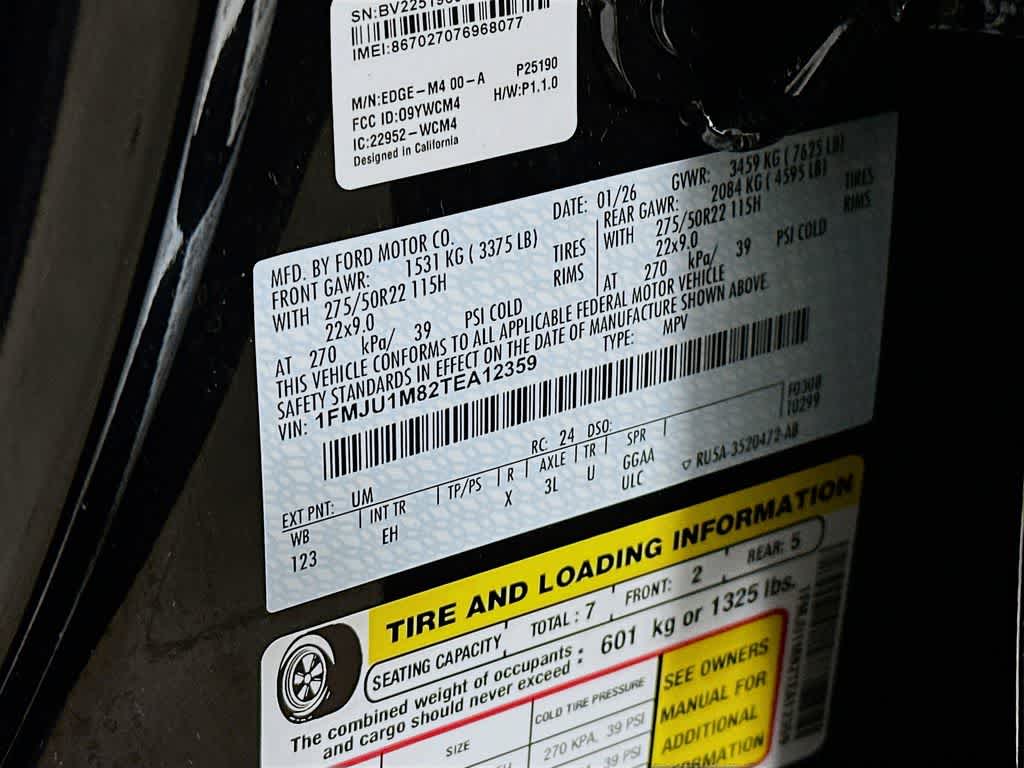 IMEI:867027076968077
M/N:EDGE-M4 00-A P25190
FCC ID:O9YWCM4 H/W:P1.1.0
IC:22952-WCM4
Designed in California
MFD. BY FORD MOTOR CO. DATE: 01/26 GVWR: 3459 KG ( 7625 LB)
FRONT GAWR: 1531 KG ( 3375 LB) REAR GAWR: 2084 KG ( 4595 LB)
WITH 275/50R22 115H TIRES WITH 275/50R22 115H TIRES
22x9.0 RIMS 22x9.0 RIMS
AT 270 kPa/ 39 PSI COLD AT 270 kPa/ 39 PSI COLD
THIS VEHICLE CONFORMS TO ALL APPLICABLE FEDERAL MOTOR VEHICLE
SAFETY STANDARDS IN EFFECT ON THE DATE OF MANUFACTURE SHOWN ABOVE.
VIN: 1FMJU1M82TEA12359 TYPE: MPV
F0308
T0299
EXT PNT: UM RC: 24 DSO:
WB INT TR TP/PS R AXLE TR SPR
123 EH X 3L U GGAA
ULC
RU5A-3520472-AB
TIRE AND LOADING INFORMATION
SEATING CAPACITY TOTAL : 7 FRONT: 2 REAR: 5
The combined weight of occupants
and cargo should never exceed : 601 kg or 1325 lbs.
SIZE COLD TIRE PRESSURE
270 KPA, 39 PSI
39 PSI
SEE OWNERS
MANUAL FOR
ADDITIONAL